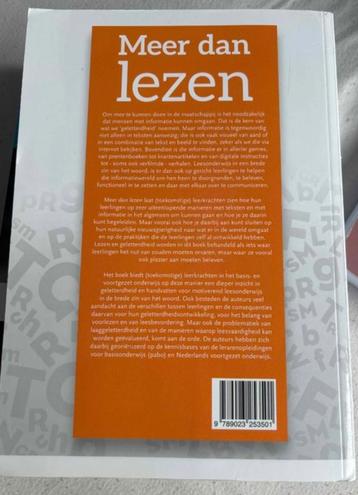 Meer dan
lezen
Om mee te kunnen doen in de maatschappij is het noodzakelijk
dat mensen met informatie kunnen omgaan. Dat is de kern van
wat we 'geletterdheid' noemen. Maar informatie is tegenwoordig
niet alleen in teksten aanwezig; die is ook vaak visueel van aard of
in een combinatie van tekst en beeld te vinden, zeker als we die via
internet bekijken. Bovendien is die informatie er in allerlei genres,
van prentenboeken tot krantenartikelen en van digitale instructies
tot - soms ook verfilmde - verhalen. Leesonderwijs in een brede
zin van het woord, is er dan ook op gericht leerlingen te helpen
die informatiewereld om hen heen te doorgronden, te beleven,
functioneel in te zetten en daar met elkaar over te communiceren.
Meer dan lezen laat (toekomstige) leerkrachten zien hoe hun
leerlingen op zeer uiteenlopende manieren met teksten en met
informatie in het algemeen om kunnen gaan en hoe je ze daarbij
kunt begeleiden. Maar vooral ook hoe je daarbij aan kunt sluiten op
hun natuurlijke nieuwsgierigheid naar wat er in de wereld omgaat
en op de praktijken die de leerlingen zelf al ontwikkeld hebben.
Lezen en geletterdheid worden in dit boek behandeld als iets waar
leerlingen het nut van zouden moeten ervaren, maar waar ze vooral
ook plezier aan moeten beleven.
Het boek biedt (toekomstige) leerkrachten in het basis- en
voortgezet onderwijs op deze manier een dieper inzicht in
geletterdheid en handvatten voor motiverend leesonderwijs
in de brede zin van het woord. Ook besteden de auteurs veel
aandacht aan de verschillen tussen leerlingen en de consequenties
daarvan voor hun geletterdheidsontwikkeling, voor het belang van
voorlezen en van leesbevordering. Maar ook de problematiek van
laaggeletterdheid en van de manieren waarop leesvaardigheid kan
worden geëvalueerd, komt aan de orde. De auteurs hebben zich
daarbij georiënteerd op de kennisbases van de lerarenopleidingen
voor basisonderwijs (pabo) en Nederlands voortgezet onderwijs.
9 789023 253501